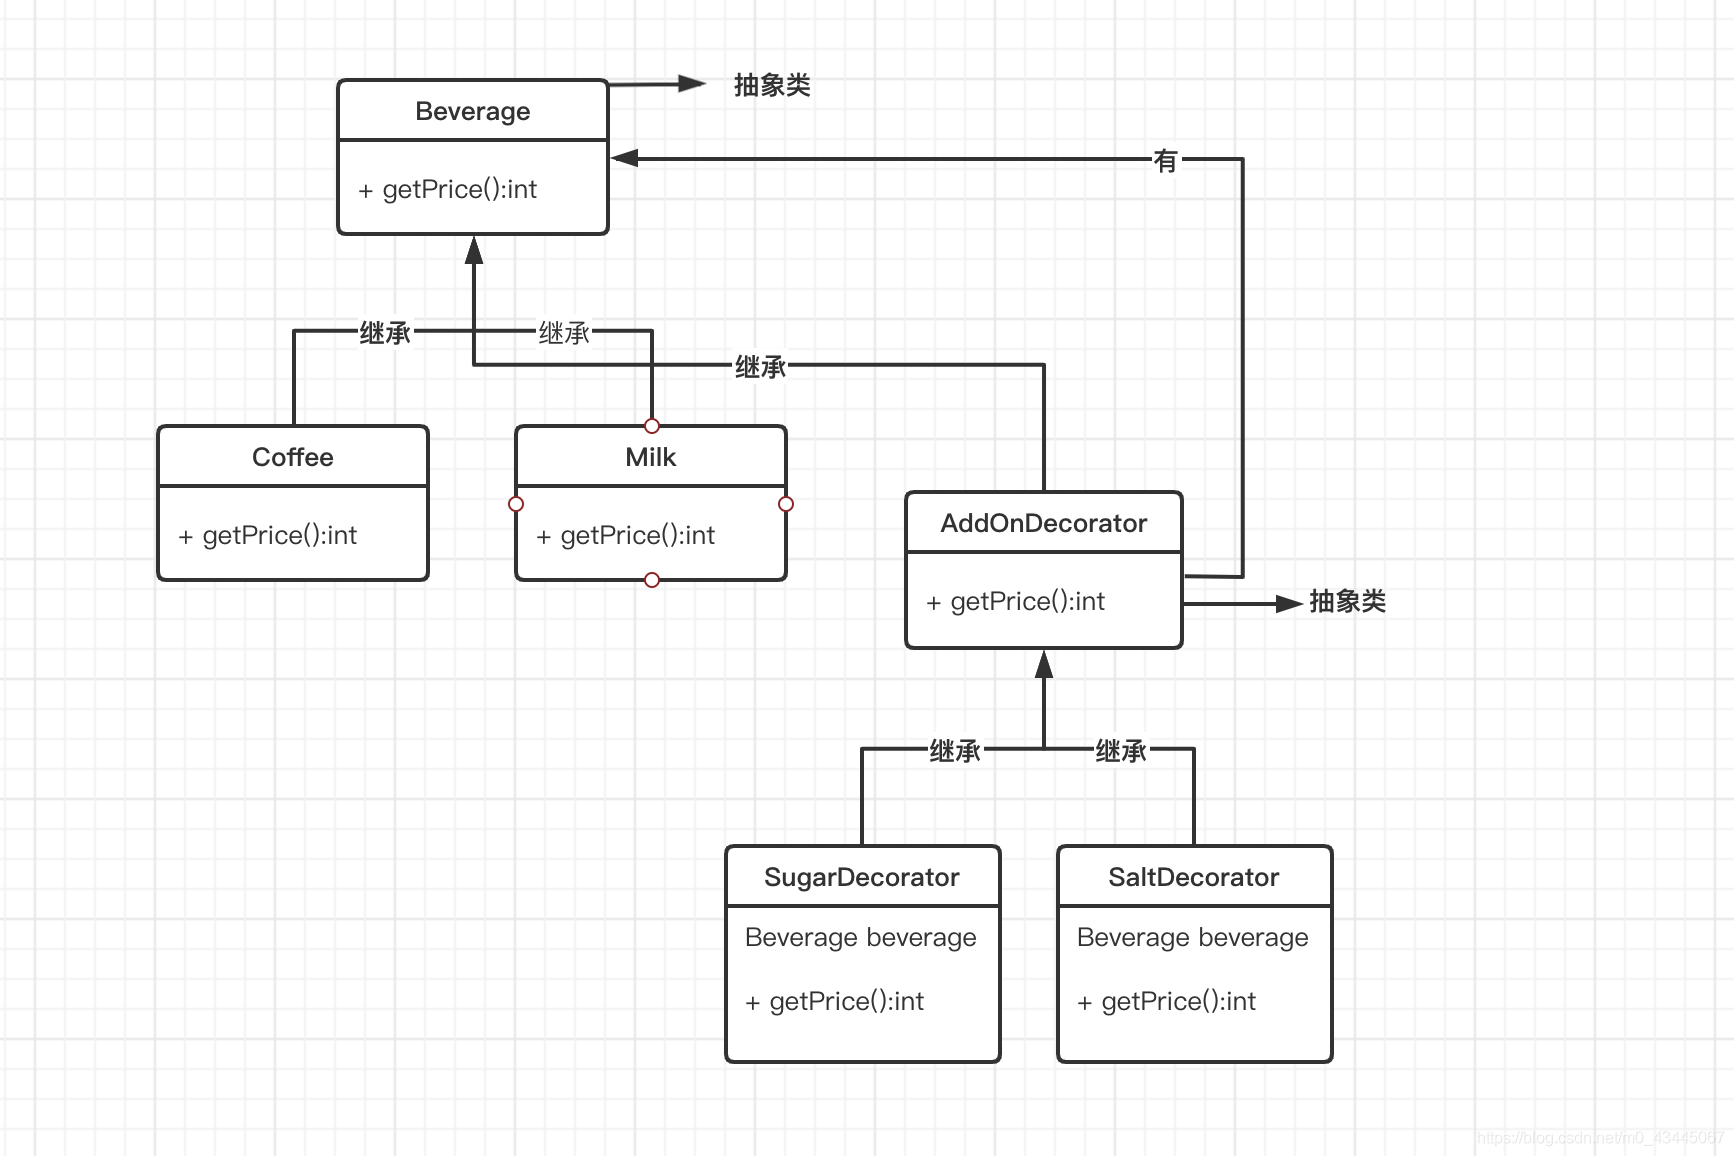 Beverage
抽象类
+ getPrice():int
有
继承
继承
继承
Coffee
+ getPrice():int
Milk
+ getPrice():int
AddOnDecorator
+ getPrice():int
抽象类
继承
继承
SugarDecorator
Beverage beverage
+ getPrice():int
SaltDecorator
Beverage beverage
+ getPrice():int
https://blog.csdn.net/m0_43445067